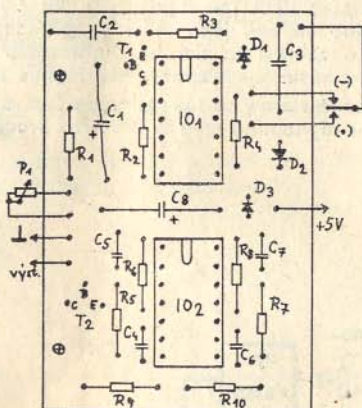 C2
R3
T1
E
B
C
D1
C3
(-)
C1
+
IO1
(+)
R1
R2
R4
D2
P1
C8
+
D3
+5V
výst.
C5
R6
R8
C7
B
C E
T2
R5
IO2
R7
C4
C6
R9
R10